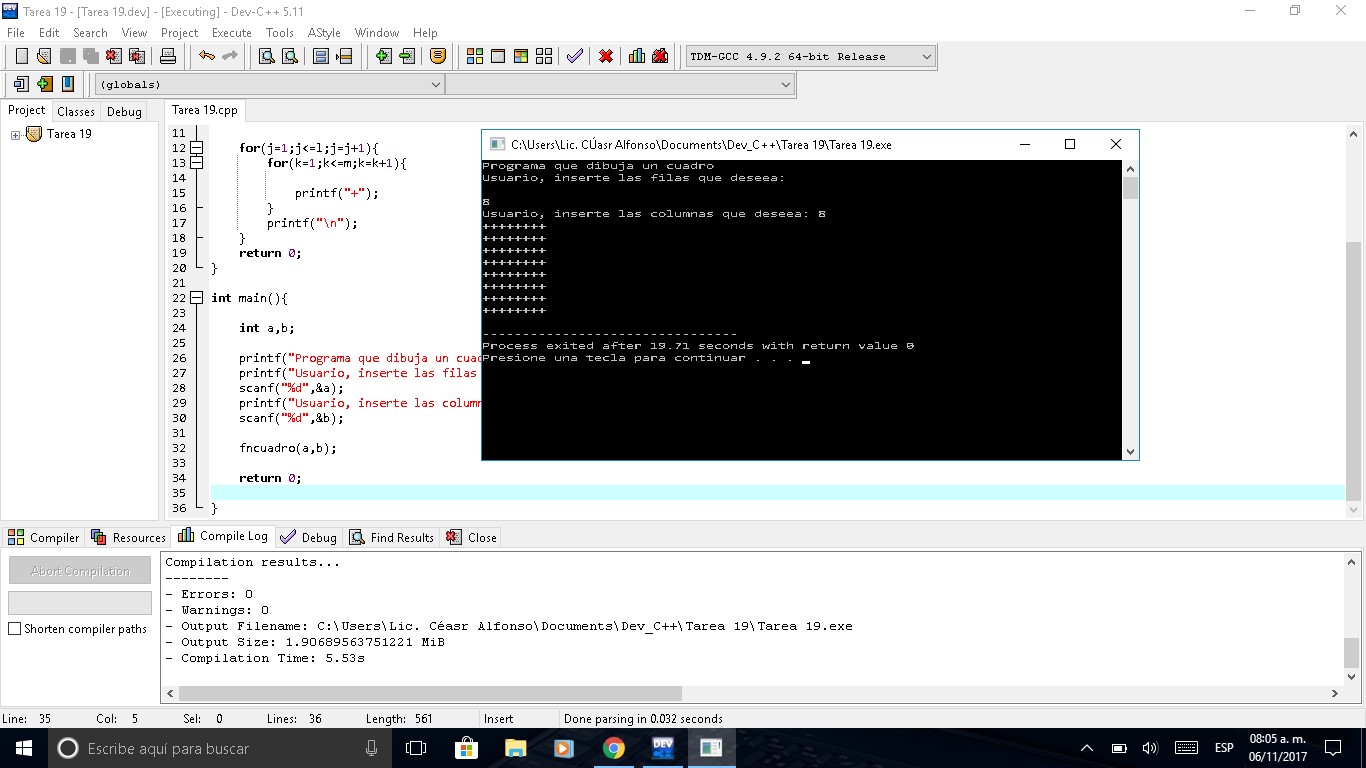 Tarea 19 - [Tarea 19.dev] - [Executing] - Dev-C++ 5.11
File Edit Search View Project Execute Tools AStyle Window Help
TDM-GCC 4.9.2 64-bit Release
(globals)
Project Classes Debug
Tarea 19.cpp
Tarea 19
11
12 for(j=1;j<=l;j=j+1){
13 for(k=1;k<=m;k=k+1){
14
15 printf("+");
16 }
17 printf("\n");
18 }
19 return 0;
20 }
21
22 int main(){
23
24 int a,b;
25
26 printf("Programa que dibuja un cuad
27 printf("Usuario, inserte las filas
28 scanf("%d",&a);
29 printf("Usuario, inserte las column
30 scanf("%d",&b);
31
32 fncuadro(a,b);
33
34 return 0;
35
36 }
C:\Users\Lic. CÚasr Alfonso\Documents\Dev_C++\Tarea 19\Tarea 19.exe
Programa que dibuja un cuadro
Usuario, inserte las filas que deseea:
8
Usuario, inserte las columnas que deseea: 8
++++++++
++++++++
++++++++
++++++++
++++++++
++++++++
++++++++
++++++++
--------------------------------
Process exited after 19.71 seconds with return value 0
Presione una tecla para continuar . . .
Compiler Resources Compile Log Debug Find Results Close
Abort Compilation
Shorten compiler paths
Compilation results...
--------
- Errors: 0
- Warnings: 0
- Output Filename: C:\Users\Lic. Céasr Alfonso\Documents\Dev_C++\Tarea 19\Tarea 19.exe
- Output Size: 1.90689563751221 MiB
- Compilation Time: 5.53s
Line: 35 Col: 5 Sel: 0 Lines: 36 Length: 561 Insert Done parsing in 0.032 seconds
Escribe aquí para buscar
DEV
ESP
08:05 a. m.
06/11/2017